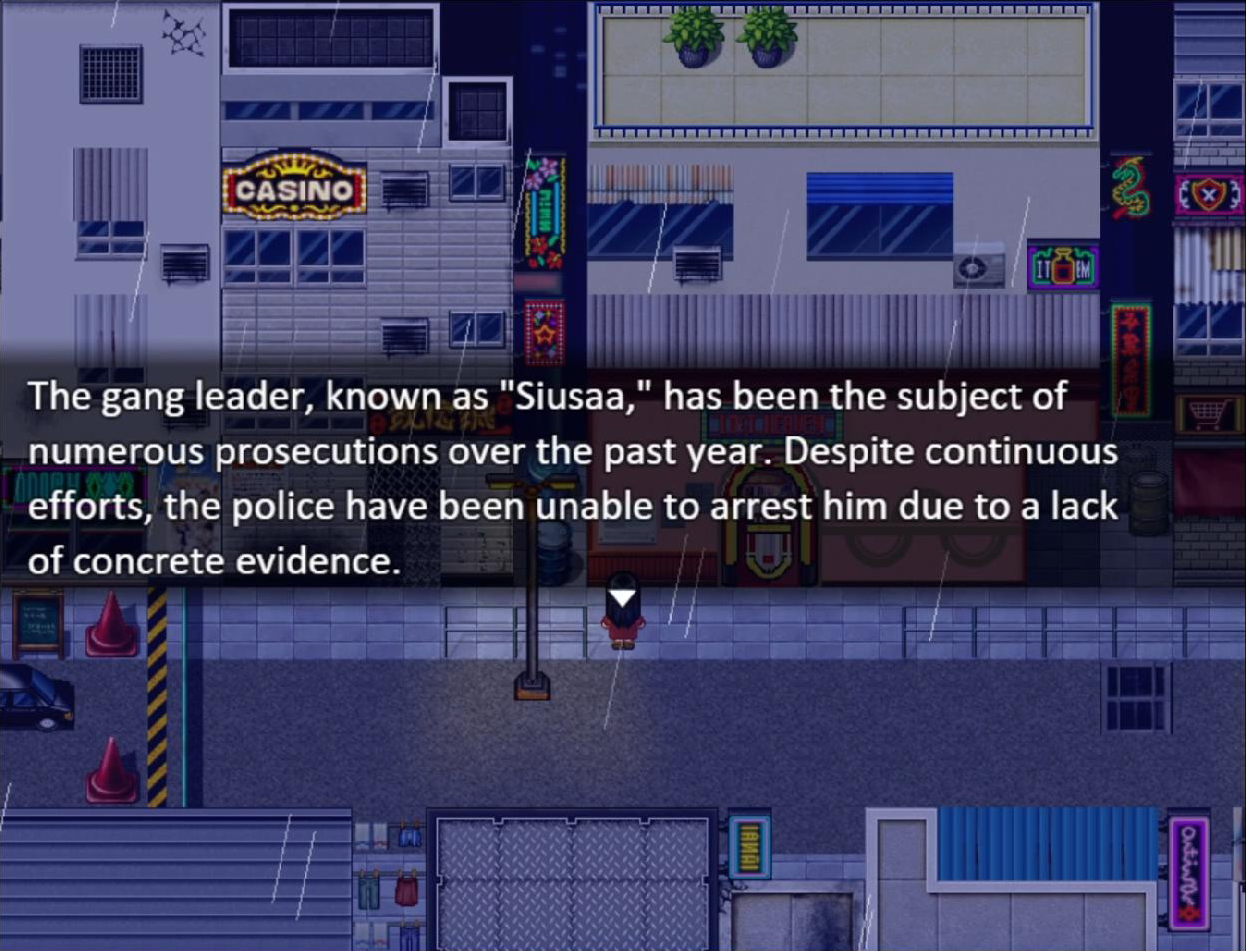 CASINO
ITEM
The gang leader, known as "Siusaa," has been the subject of
numerous prosecutions over the past year. Despite continuous
efforts, the police have been unable to arrest him due to a lack
of concrete evidence.